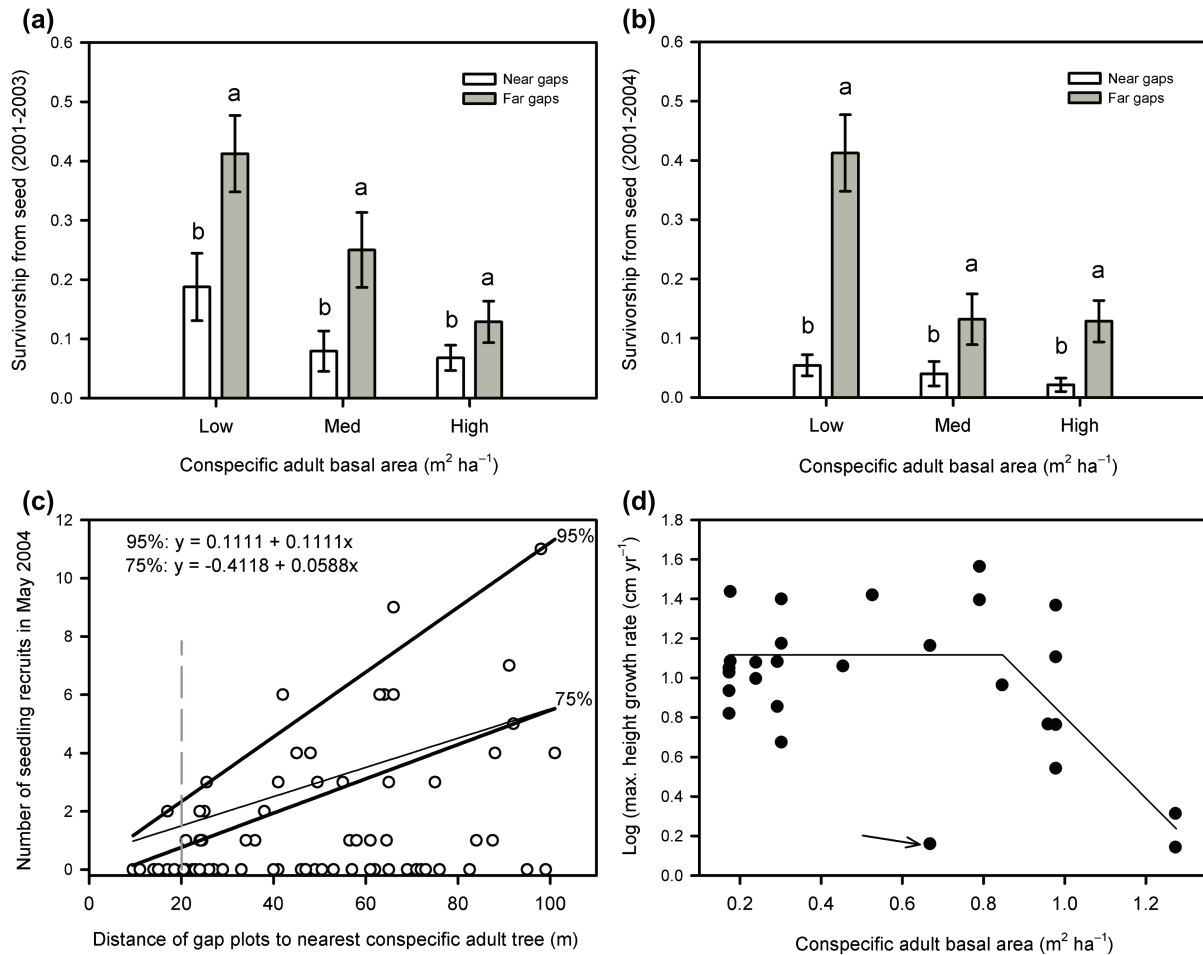 (a)
Survivorship from seed (2001-2003)
0.6
0.5
0.4
0.3
0.2
0.1
0.0
Near gaps
Far gaps
b
a
b
a
b
a
Low Med High
Conspecific adult basal area (m² ha⁻¹)
(b)
Survivorship from seed (2001-2004)
0.6
0.5
0.4
0.3
0.2
0.1
0.0
Near gaps
Far gaps
b
a
b
a
b
a
Low Med High
Conspecific adult basal area (m² ha⁻¹)
(c)
Number of seedling recruits in May 2004
12
10
8
6
4
2
0
95%: y = 0.1111 + 0.1111x
75%: y = -0.4118 + 0.0588x
95%
75%
0 20 40 60 80 100
Distance of gap plots to nearest conspecific adult tree (m)
(d)
Log (max. height growth rate (cm yr⁻¹)
1.8
1.6
1.4
1.2
1.0
0.8
0.6
0.4
0.2
0.0
0.2 0.4 0.6 0.8 1.0 1.2
Conspecific adult basal area (m² ha⁻¹)